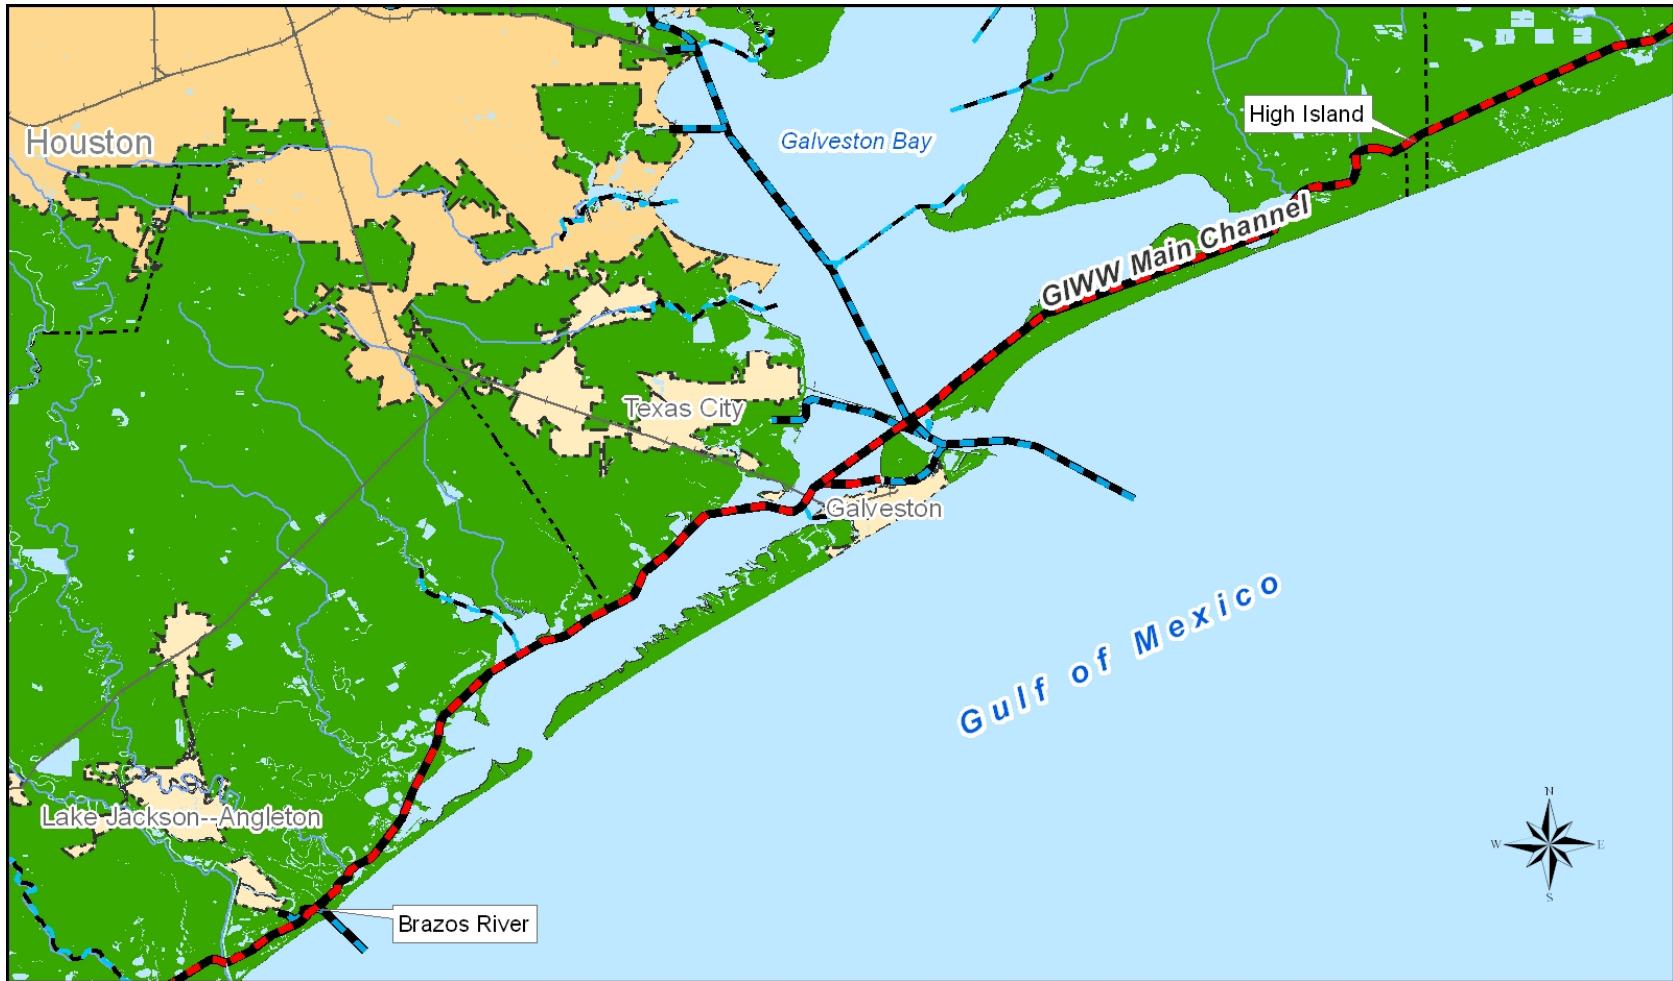 Houston
Galveston Bay
High Island
GIWW Main Channel
Texas City
Galveston
Gulf of Mexico
Lake Jackson--Angleton
Brazos River
N
W
E
S